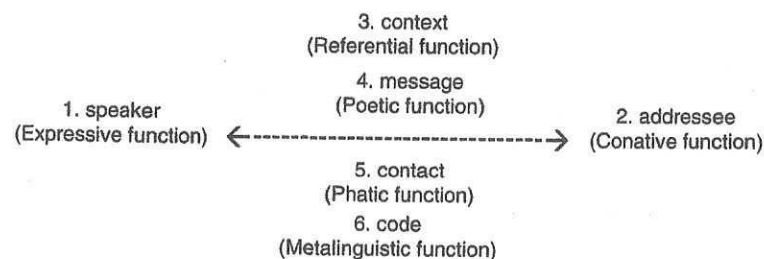 3. context
(Referential function)
4. message
(Poetic function)
1. speaker
(Expressive function)
2. addressee
(Conative function)
5. contact
(Phatic function)
6. code
(Metalinguistic function)